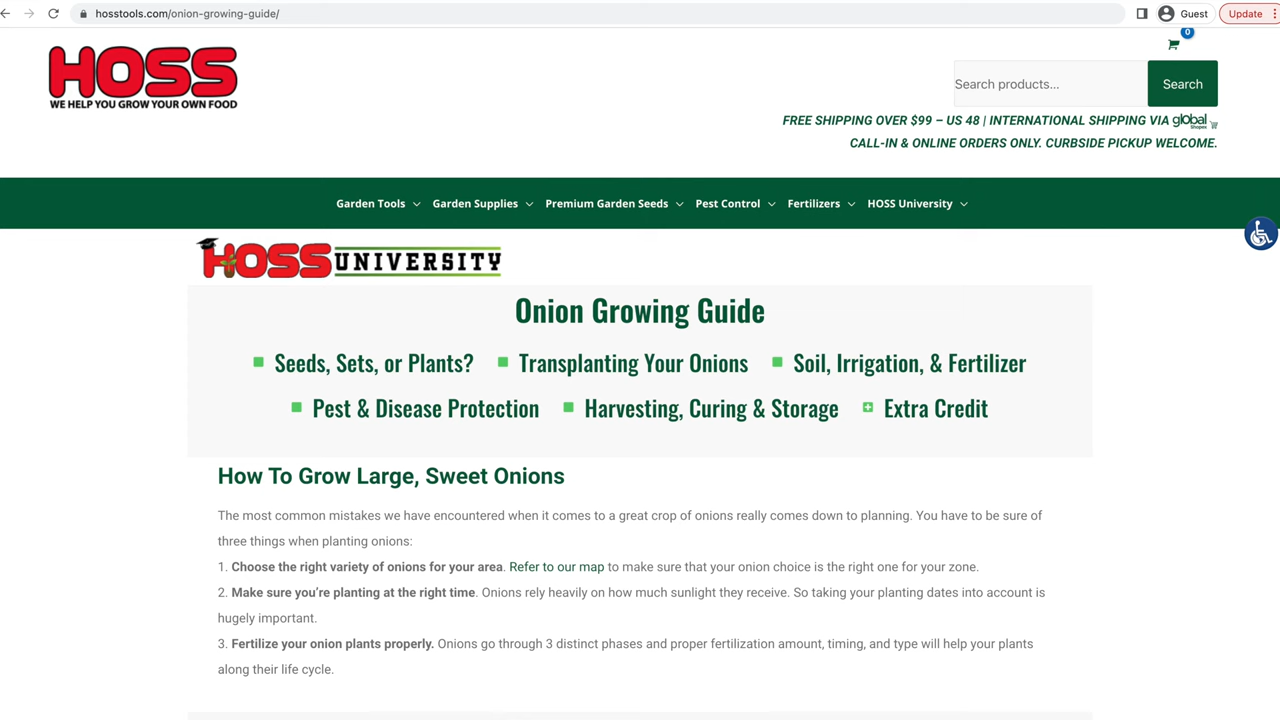 hosstools.com/onion-growing-guide/
Guest
Update
0
HOSS
WE HELP YOU GROW YOUR OWN FOOD
Search products...
Search
FREE SHIPPING OVER $99 – US 48 | INTERNATIONAL SHIPPING VIA global
CALL-IN & ONLINE ORDERS ONLY. CURBSIDE PICKUP WELCOME.
Garden Tools Garden Supplies Premium Garden Seeds Pest Control Fertilizers HOSS University
HOSS UNIVERSITY
Onion Growing Guide
Seeds, Sets, or Plants? Transplanting Your Onions Soil, Irrigation, & Fertilizer
Pest & Disease Protection Harvesting, Curing & Storage Extra Credit
How To Grow Large, Sweet Onions
The most common mistakes we have encountered when it comes to a great crop of onions really comes down to planning. You have to be sure of
three things when planting onions:
1. Choose the right variety of onions for your area. Refer to our map to make sure that your onion choice is the right one for your zone.
2. Make sure you're planting at the right time. Onions rely heavily on how much sunlight they receive. So taking your planting dates into account is
hugely important.
3. Fertilize your onion plants properly. Onions go through 3 distinct phases and proper fertilization amount, timing, and type will help your plants
along their life cycle.